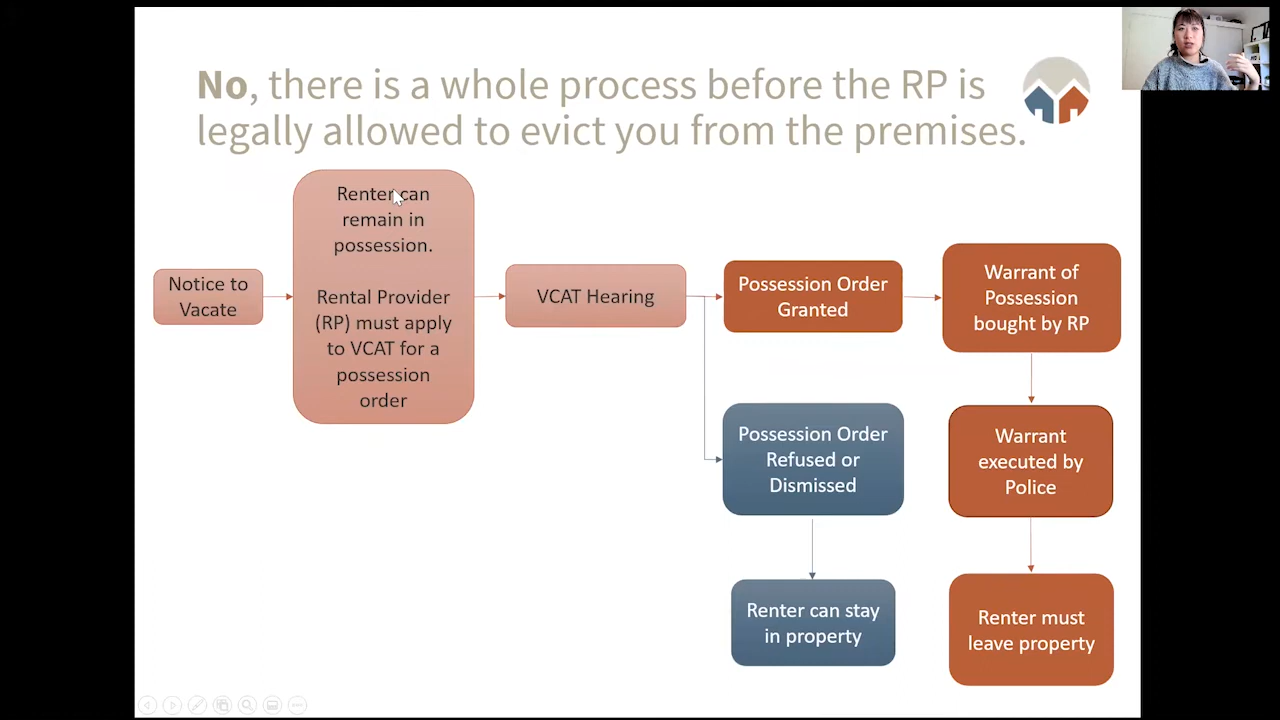 No, there is a whole process before the RP is
legally allowed to evict you from the premises.
Notice to
Vacate
Renter can
remain in
possession.
Rental Provider
(RP) must apply
to VCAT for a
possession
order
VCAT Hearing
Possession Order
Granted
Warrant of
Possession
bought by RP
Possession Order
Refused or
Dismissed
Warrant
executed by
Police
Renter can stay
in property
Renter must
leave property